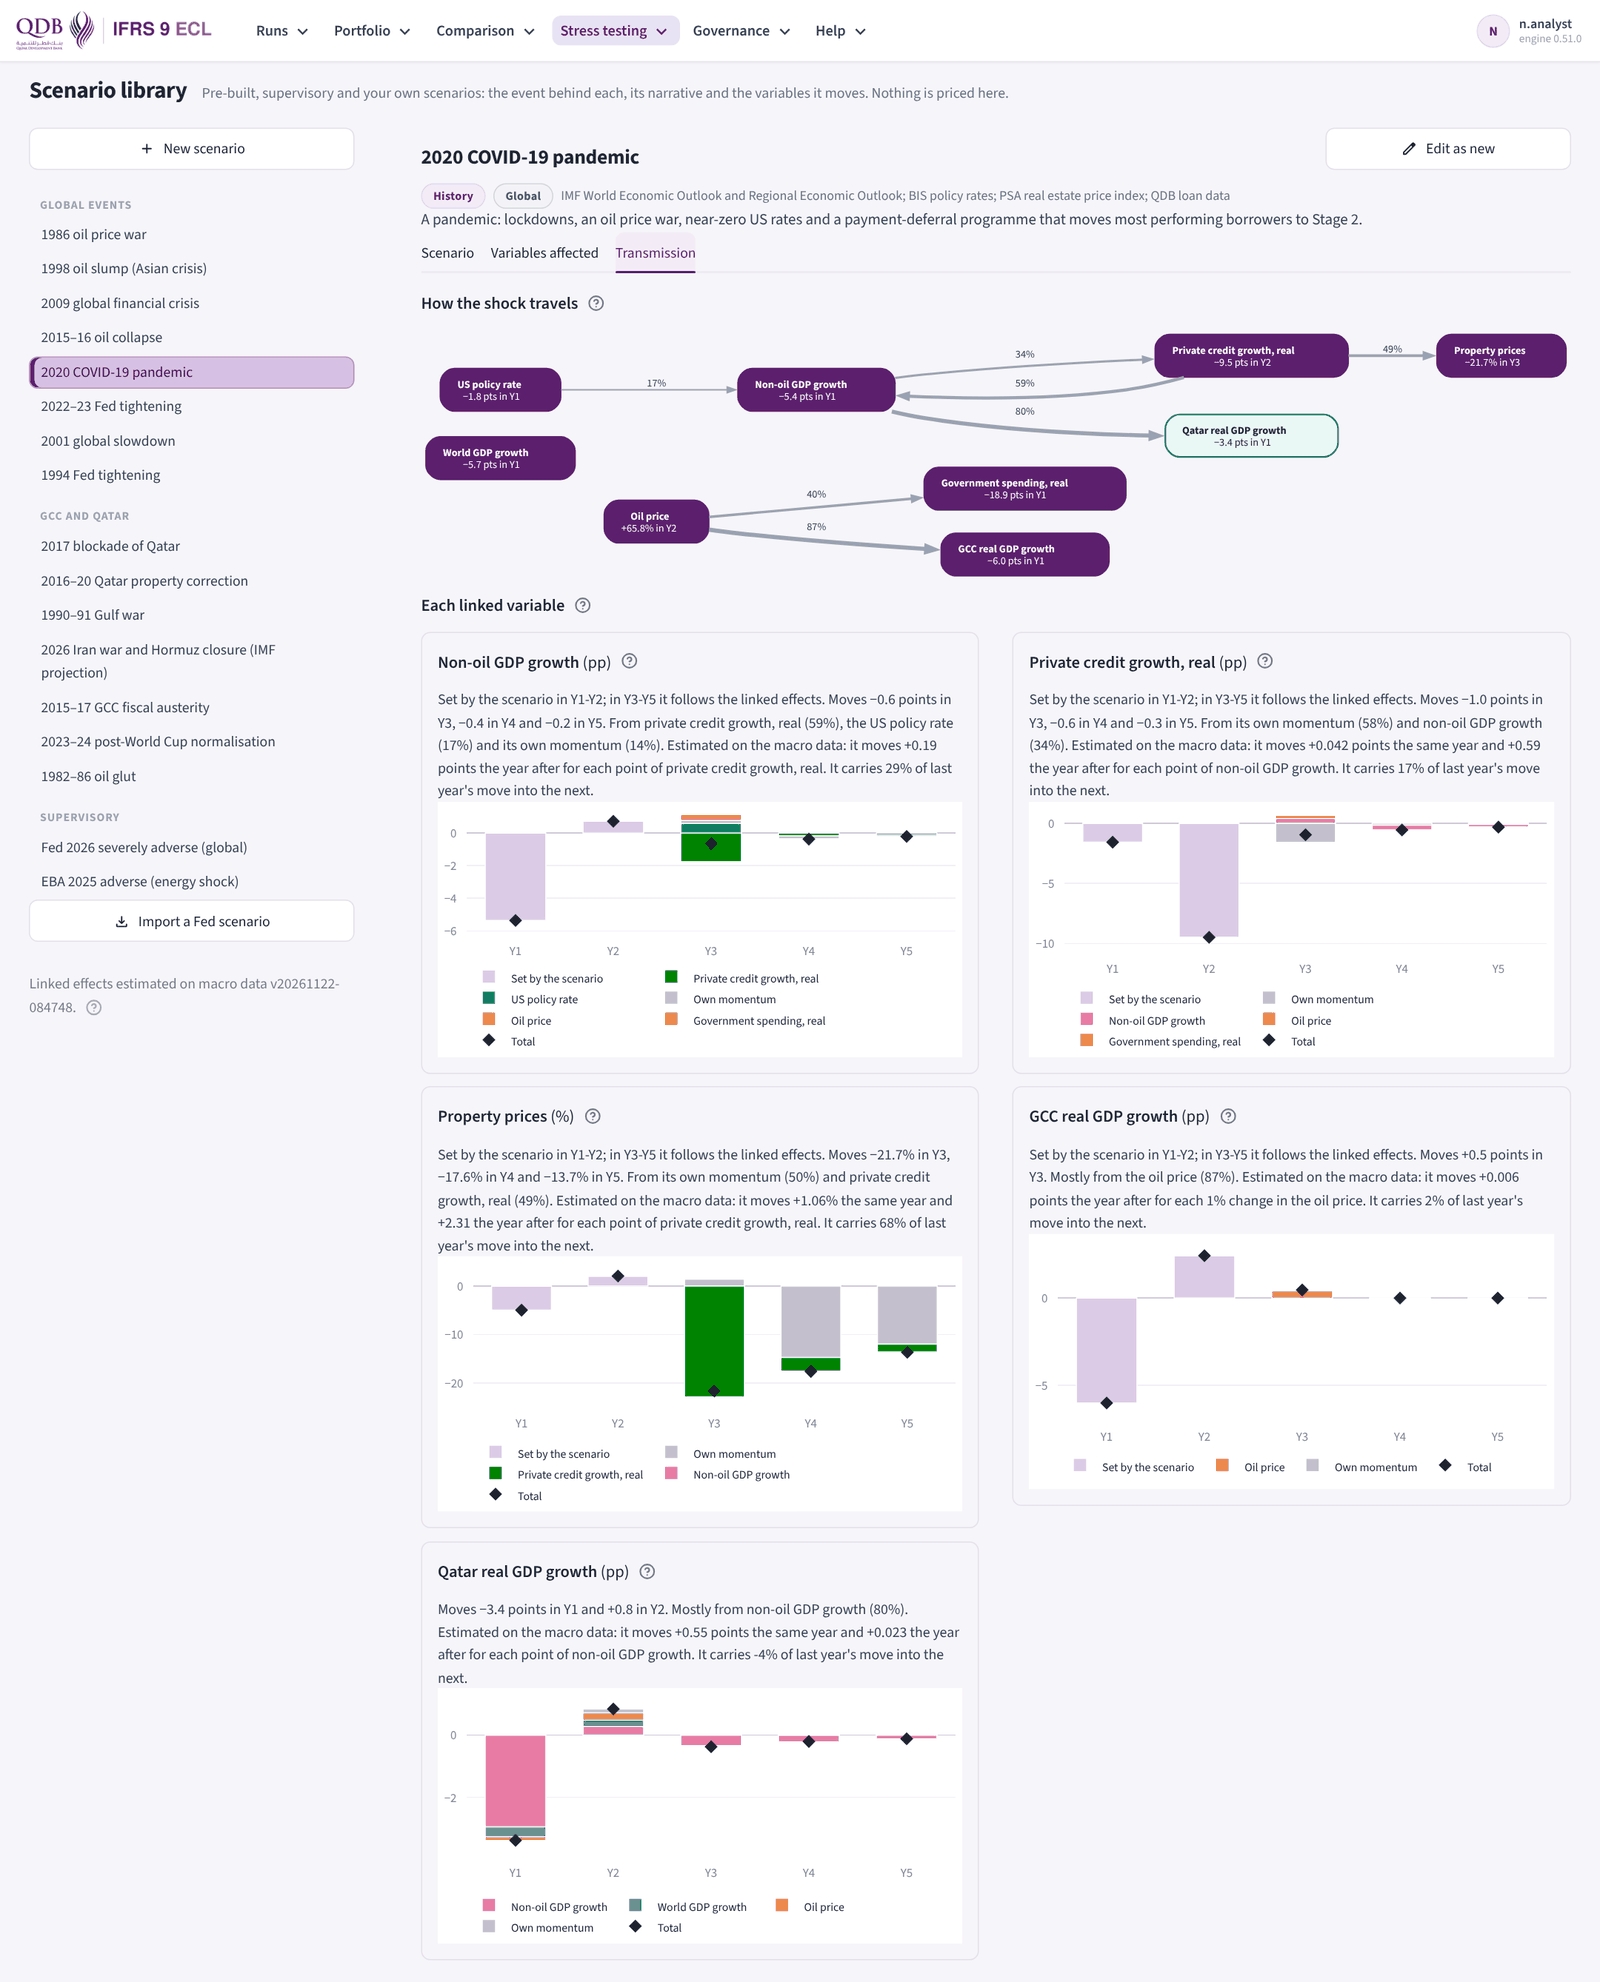 QDB
IFRS 9 ECL
Runs
Portfolio
Comparison
Stress testing
Governance
Help
N
n.analyst
engine 0.51.0
Scenario library
Pre-built, supervisory and your own scenarios: the event behind each, its narrative and the variables it moves. Nothing is priced here.
New scenario
GLOBAL EVENTS
1986 oil price war
1998 oil slump (Asian crisis)
2009 global financial crisis
2015–16 oil collapse
2020 COVID-19 pandemic
2022–23 Fed tightening
2001 global slowdown
1994 Fed tightening
GCC AND QATAR
2017 blockade of Qatar
2016–20 Qatar property correction
1990–91 Gulf war
2026 Iran war and Hormuz closure (IMF
projection)
2015–17 GCC fiscal austerity
2023–24 post-World Cup normalisation
1982–86 oil glut
SUPERVISORY
Fed 2026 severely adverse (global)
EBA 2025 adverse (energy shock)
Import a Fed scenario
Linked effects estimated on macro data v20261122-
084748.
2020 COVID-19 pandemic
Edit as new
History
Global
IMF World Economic Outlook and Regional Economic Outlook; BIS policy rates; PSA real estate price index; QDB loan data
A pandemic: lockdowns, an oil price war, near-zero US rates and a payment-deferral programme that moves most performing borrowers to Stage 2.
Scenario
Variables affected
Transmission
How the shock travels
US policy rate
−1.8 pts in Y1
17%
Non-oil GDP growth
−5.4 pts in Y1
34%
59%
80%
Private credit growth, real
−9.5 pts in Y2
49%
Property prices
−21.7% in Y3
Qatar real GDP growth
−3.4 pts in Y1
World GDP growth
−5.7 pts in Y1
Oil price
+65.8% in Y2
40%
87%
Government spending, real
−18.9 pts in Y1
GCC real GDP growth
−6.0 pts in Y1
Each linked variable
Non-oil GDP growth (pp)
Set by the scenario in Y1-Y2; in Y3-Y5 it follows the linked effects. Moves −0.6 points in
Y3, −0.4 in Y4 and −0.2 in Y5. From private credit growth, real (59%), the US policy rate
(17%) and its own momentum (14%). Estimated on the macro data: it moves +0.19
points the year after for each point of private credit growth, real. It carries 29% of last
year's move into the next.
0
−2
−4
−6
Y1
Y2
Y3
Y4
Y5
Set by the scenario
Private credit growth, real
US policy rate
Own momentum
Oil price
Government spending, real
Total
Private credit growth, real (pp)
Set by the scenario in Y1-Y2; in Y3-Y5 it follows the linked effects. Moves −1.0 points in
Y3, −0.6 in Y4 and −0.3 in Y5. From its own momentum (58%) and non-oil GDP growth
(34%). Estimated on the macro data: it moves +0.042 points the same year and +0.59
the year after for each point of non-oil GDP growth. It carries 17% of last year's move
into the next.
0
−5
−10
Y1
Y2
Y3
Y4
Y5
Set by the scenario
Own momentum
Non-oil GDP growth
Oil price
Government spending, real
Total
Property prices (%)
Set by the scenario in Y1-Y2; in Y3-Y5 it follows the linked effects. Moves −21.7% in Y3,
−17.6% in Y4 and −13.7% in Y5. From its own momentum (50%) and private credit
growth, real (49%). Estimated on the macro data: it moves +1.06% the same year and
+2.31 the year after for each point of private credit growth, real. It carries 68% of last
year's move into the next.
0
−10
−20
Y1
Y2
Y3
Y4
Y5
Set by the scenario
Own momentum
Private credit growth, real
Non-oil GDP growth
Total
GCC real GDP growth (pp)
Set by the scenario in Y1-Y2; in Y3-Y5 it follows the linked effects. Moves +0.5 points in
Y3. Mostly from the oil price (87%). Estimated on the macro data: it moves +0.006
points the year after for each 1% change in the oil price. It carries 2% of last year's
move into the next.
0
−5
Y1
Y2
Y3
Y4
Y5
Set by the scenario
Oil price
Own momentum
Total
Qatar real GDP growth (pp)
Moves −3.4 points in Y1 and +0.8 in Y2. Mostly from non-oil GDP growth (80%).
Estimated on the macro data: it moves +0.55 points the same year and +0.023 the year
after for each point of non-oil GDP growth. It carries -4% of last year's move into the
next.
0
−2
Y1
Y2
Y3
Y4
Y5
Non-oil GDP growth
World GDP growth
Oil price
Own momentum
Total